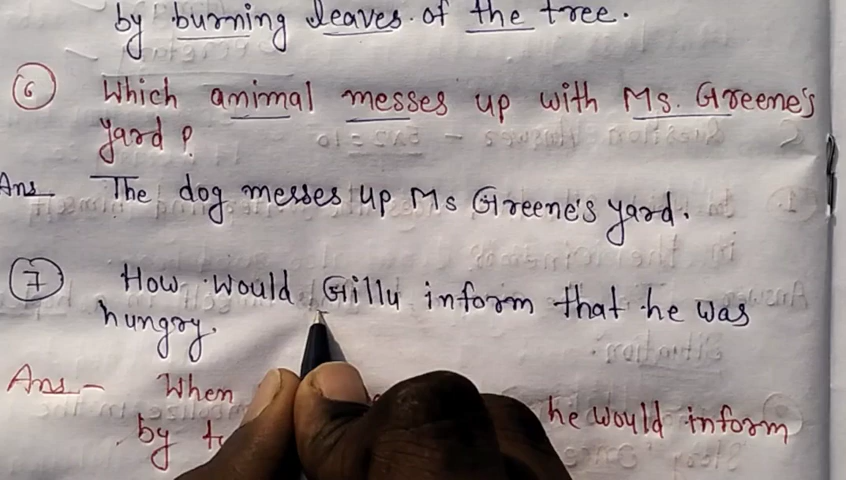 by burning leaves of the tree.
6 Which animal messes up with Ms. Greene's
yard?
Ans The dog messes up Ms Greene's yard.
7 How would Gillu inform that he was
hungry.
Ans - When he would inform
by